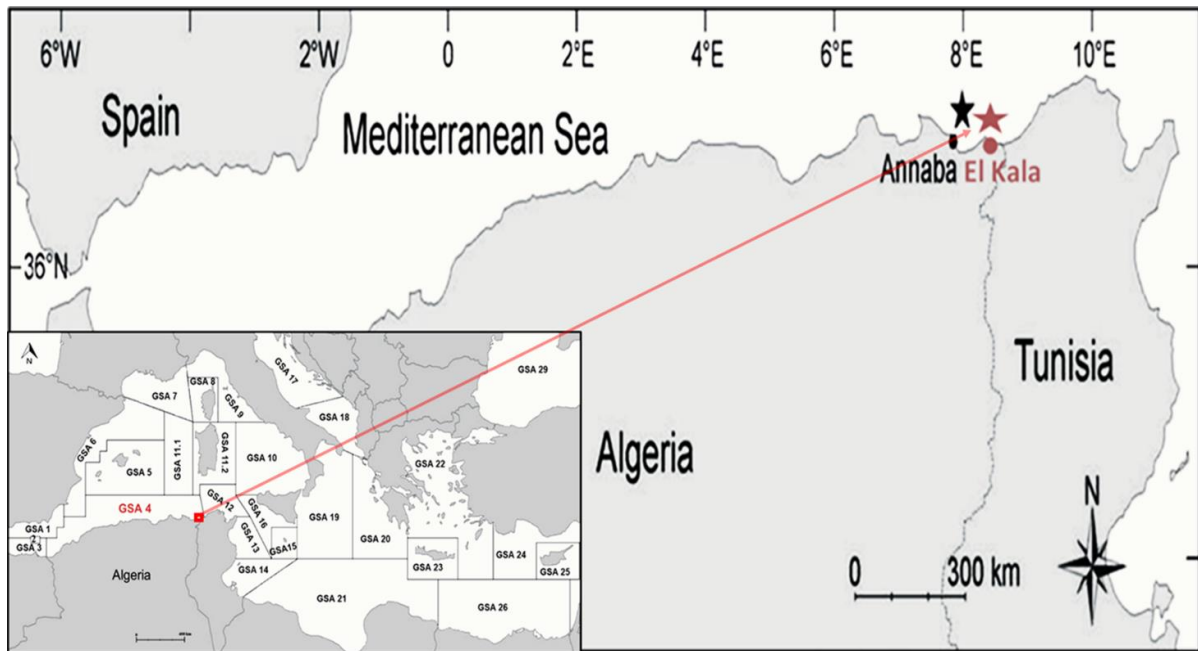 6°W
2°W
0
2°E
4°E
6°E
8°E
10°E
Spain
Mediterranean Sea
Annaba
El Kala
36°N
Tunisia
Algeria
N
0
300 km
N
GSA 17
GSA 29
GSA 8
GSA 7
GSA 9
GSA 18
GSA 6
GSA 11.1
GSA 11.2
GSA 10
GSA 5
GSA 22
GSA 4
GSA 12
GSA 16
GSA 1
2
GSA 3
GSA 13
GSA15
GSA 19
GSA 20
GSA 24
GSA 23
GSA 25
GSA 14
Algeria
GSA 21
GSA 26
0